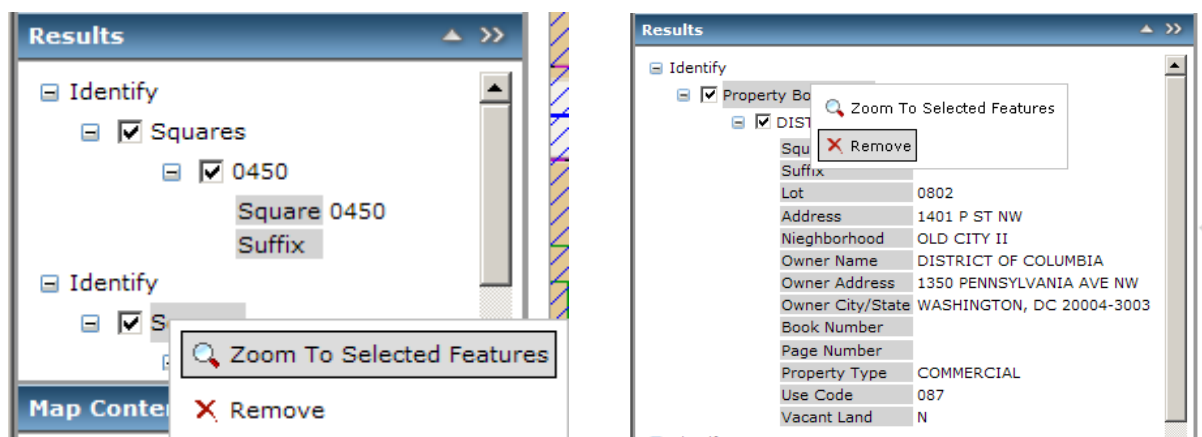 Results
Identify
Squares
0450
Square 0450
Suffix
Identify
Zoom To Selected Features
Remove
Results
Identify
Property Bo
Zoom To Selected Features
DIST
Remove
Squ
Suffix
Lot 0802
Address 1401 P ST NW
Nieghborhood OLD CITY II
Owner Name DISTRICT OF COLUMBIA
Owner Address 1350 PENNSYLVANIA AVE NW
Owner City/State WASHINGTON, DC 20004-3003
Book Number
Page Number
Property Type COMMERCIAL
Use Code 087
Vacant Land N